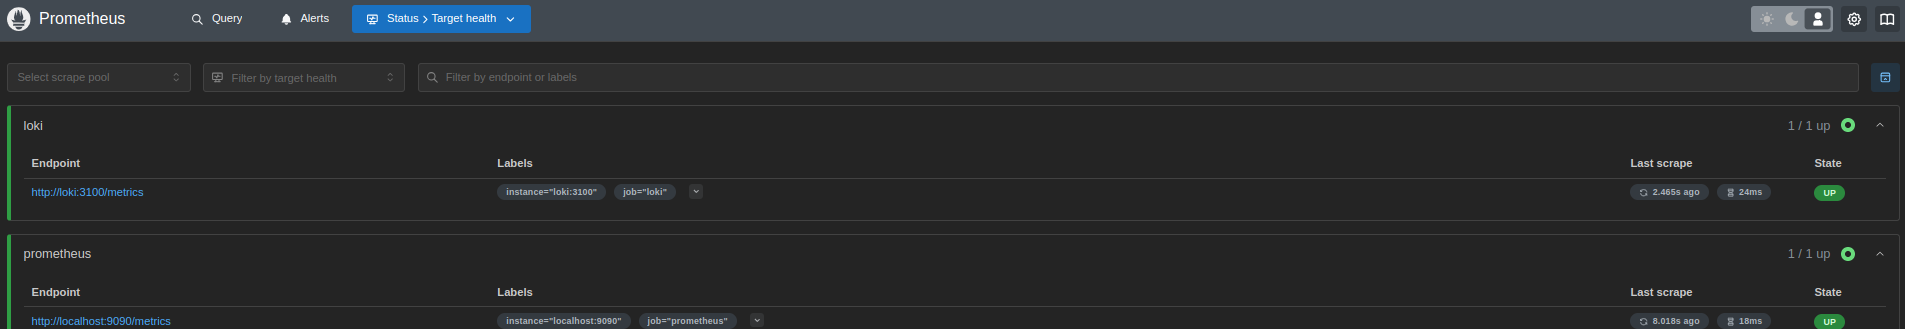 Prometheus Query Alerts Status > Target health
Select scrape pool Filter by target health Filter by endpoint or labels
loki 1 / 1 up
Endpoint Labels Last scrape State
http://loki:3100/metrics instance="loki:3100" job="loki" 2.465s ago 24ms UP
prometheus 1 / 1 up
Endpoint Labels Last scrape State
http://localhost:9090/metrics instance="localhost:9090" job="prometheus" 8.018s ago 18ms UP